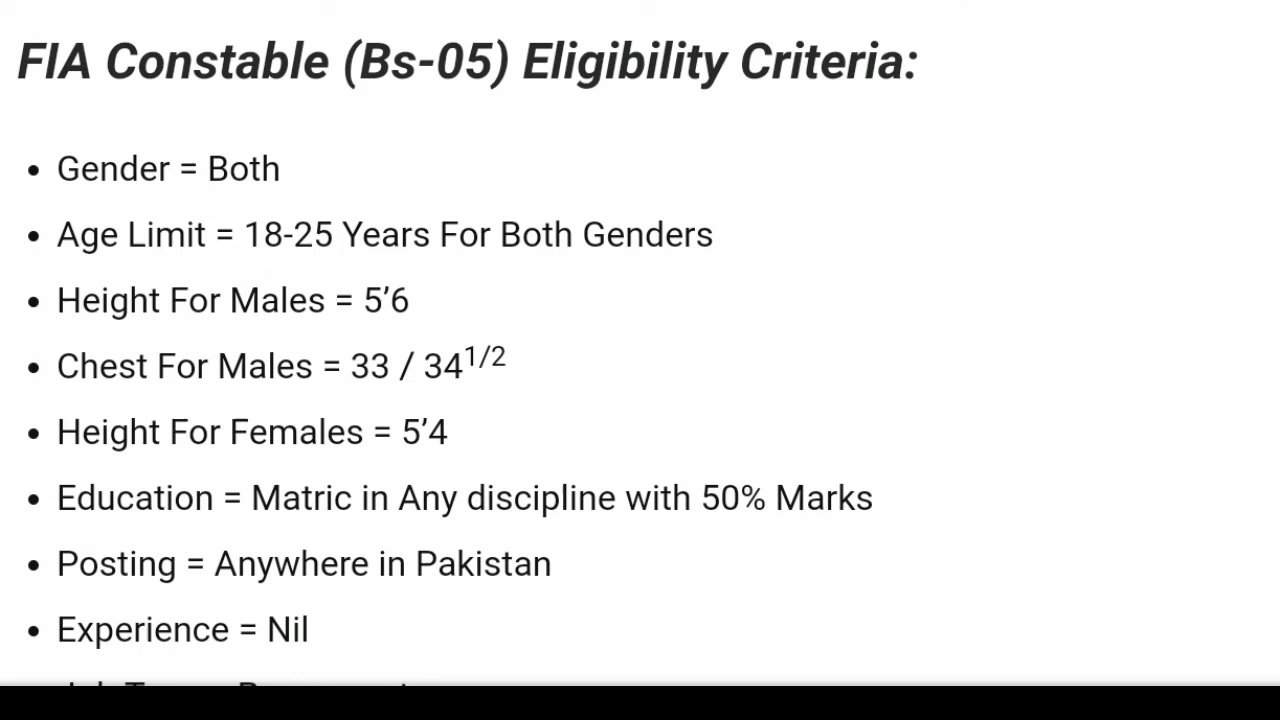 FIA Constable (Bs-05) Eligibility Criteria:
• Gender = Both
• Age Limit = 18-25 Years For Both Genders
• Height For Males = 5’6
• Chest For Males = 33 / 34 1/2
• Height For Females = 5’4
• Education = Matric in Any discipline with 50% Marks
• Posting = Anywhere in Pakistan
• Experience = Nil